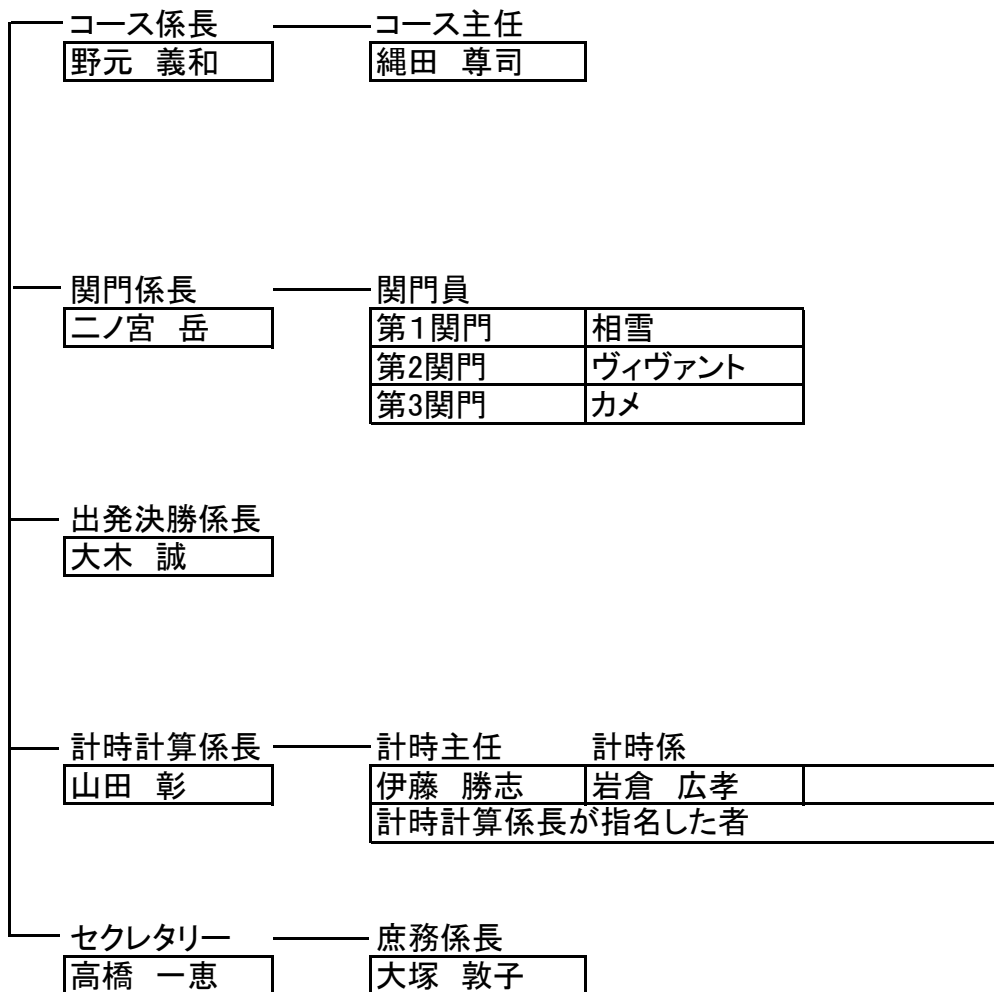 コース係長 コース主任
野元 義和 縄田 尊司
関門係長 関門員
二ノ宮 岳 第1関門 相雪
第2関門 ヴィヴァント
第3関門 カメ
出発決勝係長
大木 誠
計時計算係長 計時主任 計時係
山田 彰 伊藤 勝志 岩倉 広孝
計時計算係長が指名した者
セクレタリー 庶務係長
高橋 一恵 大塚 敦子